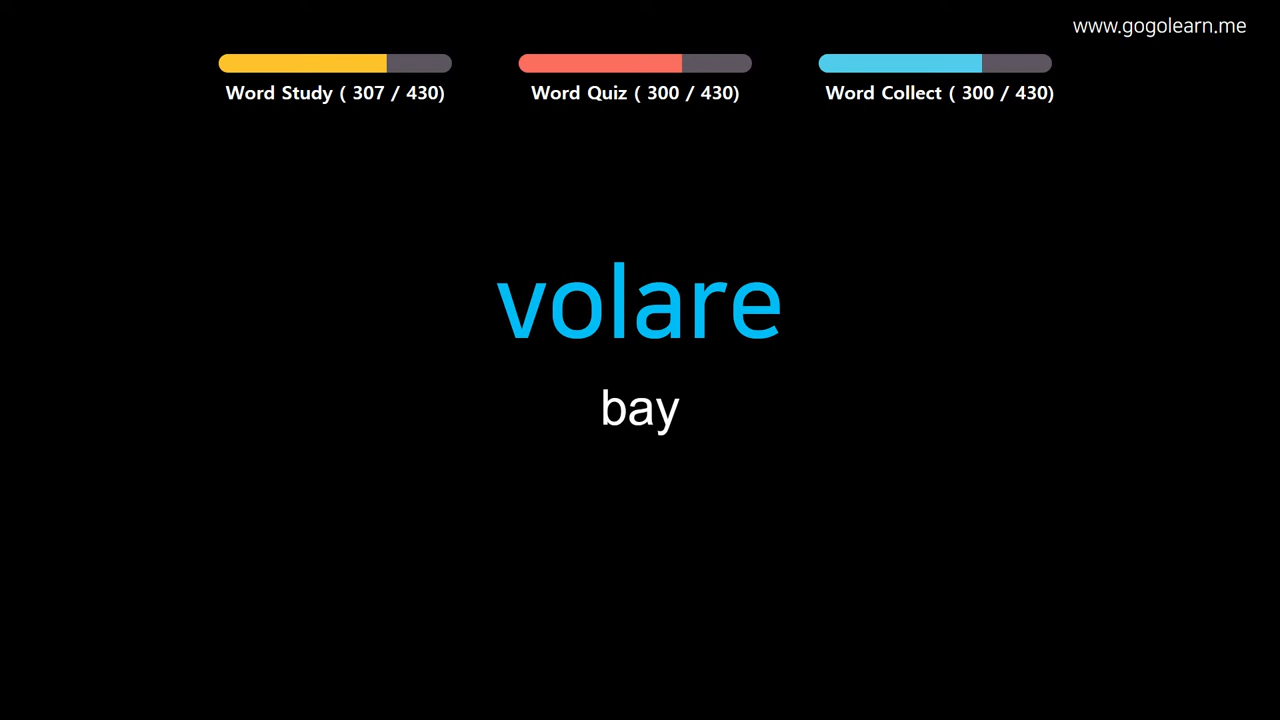 www.gogolearn.me
Word Study ( 307 / 430)
Word Quiz ( 300 / 430)
Word Collect ( 300 / 430)
volare
bay